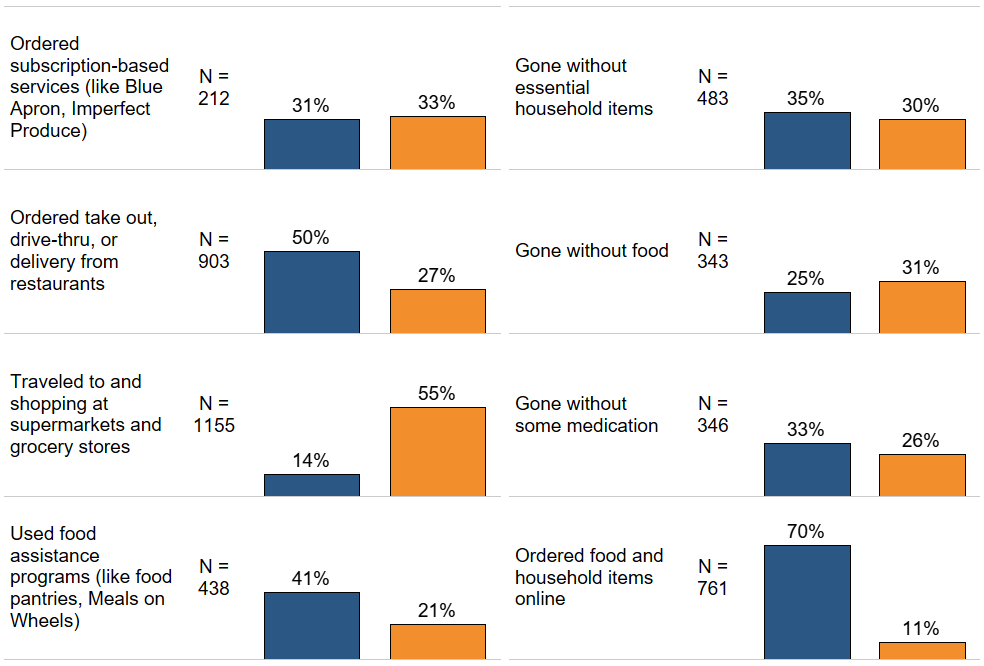 Ordered
subscription-based
services (like Blue
Apron, Imperfect
Produce)
N =
212
31%
33%
Gone without
essential
household items
N =
483
35%
30%
Ordered take out,
drive-thru, or
delivery from
restaurants
N =
903
50%
27%
Gone without food
N =
343
25%
31%
Traveled to and
shopping at
supermarkets and
grocery stores
N =
1155
14%
55%
Gone without
some medication
N =
346
33%
26%
Used food
assistance
programs (like food
pantries, Meals on
Wheels)
N =
438
41%
21%
Ordered food and
household items
online
N =
761
70%
11%